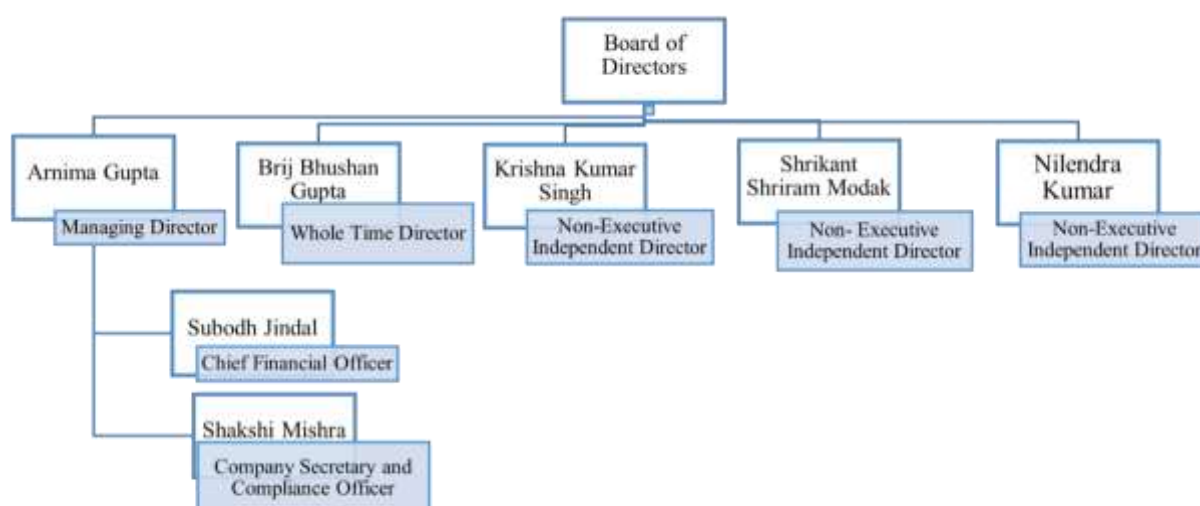 Board of
Directors
Arnima Gupta
Managing Director
Brij Bhushan
Gupta
Whole Time Director
Krishna Kumar
Singh
Non-Executive
Independent Director
Shrikant
Shriram Modak
Non- Executive
Independent Director
Nilendra
Kumar
Non-Executive
Independent Director
Subodh Jindal
Chief Financial Officer
Shakshi Mishra
Company Secretary and
Compliance Officer